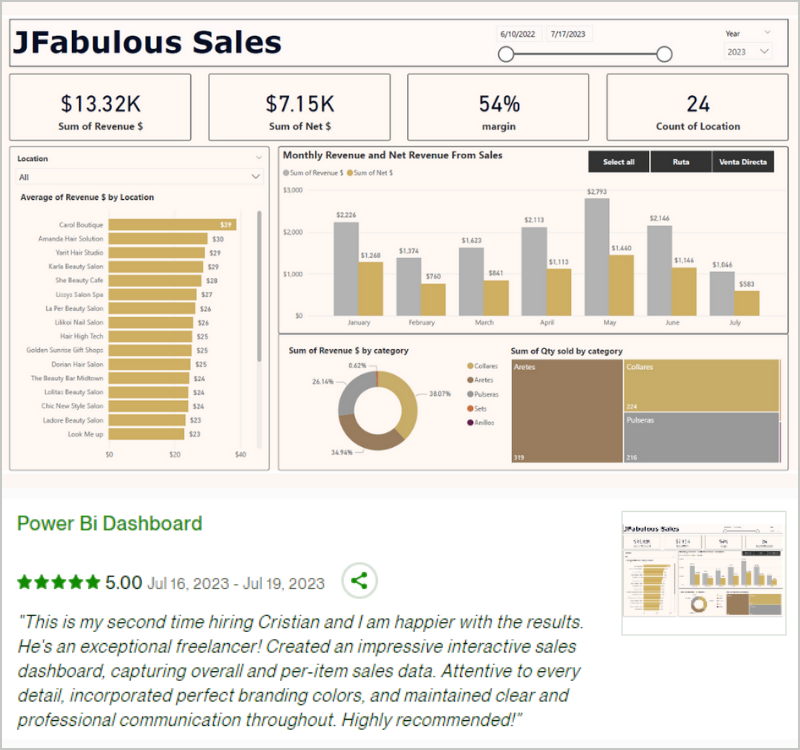 JFabulous Sales
6/10/2022 7/17/2023
Year
2023
$13.32K
Sum of Revenue $
$7.15K
Sum of Net $
54%
margin
24
Count of Location
Location
All
Average of Revenue $ by Location
Carol Boutique $39
Amanda Hair Solution $30
Yarit Hair Studio $29
Karla Beauty Salon $29
She Beauty Cafe $28
Lissys Salon Spa $27
La Per Beauty Salon $26
Lilikoi Nail Salon $26
Hair High Tech $25
Golden Sunrise Gift Shops $25
Dorian Hair Salon $25
The Beauty Bar Midtown $24
Lolitas Beauty Salon $24
Chic New Style Salon $24
Ladore Beauty Salon $23
Look Me up $23
$0 $20 $40
Monthly Revenue and Net Revenue From Sales
Select all Ruta Venta Directa
Sum of Revenue $ Sum of Net $
$3,000
$2,000
$1,000
$0
$2,226 $1,268
$1,374 $760
$1,623 $841
$2,113 $1,113
$2,793 $1,440
$2,146 $1,146
$1,046 $583
January February March April May June July
Sum of Revenue $ by category
0.62%
26.14%
38.07%
34.94%
Collares
Aretes
Pulseras
Sets
Anillos
Sum of Qty sold by category
Aretes
319
Collares
224
Pulseras
216
Power Bi Dashboard
5.00 Jul 16, 2023 - Jul 19, 2023
"This is my second time hiring Cristian and I am happier with the results.
He's an exceptional freelancer! Created an impressive interactive sales
dashboard, capturing overall and per-item sales data. Attentive to every
detail, incorporated perfect branding colors, and maintained clear and
professional communication throughout. Highly recommended!"
JFabulous Sales